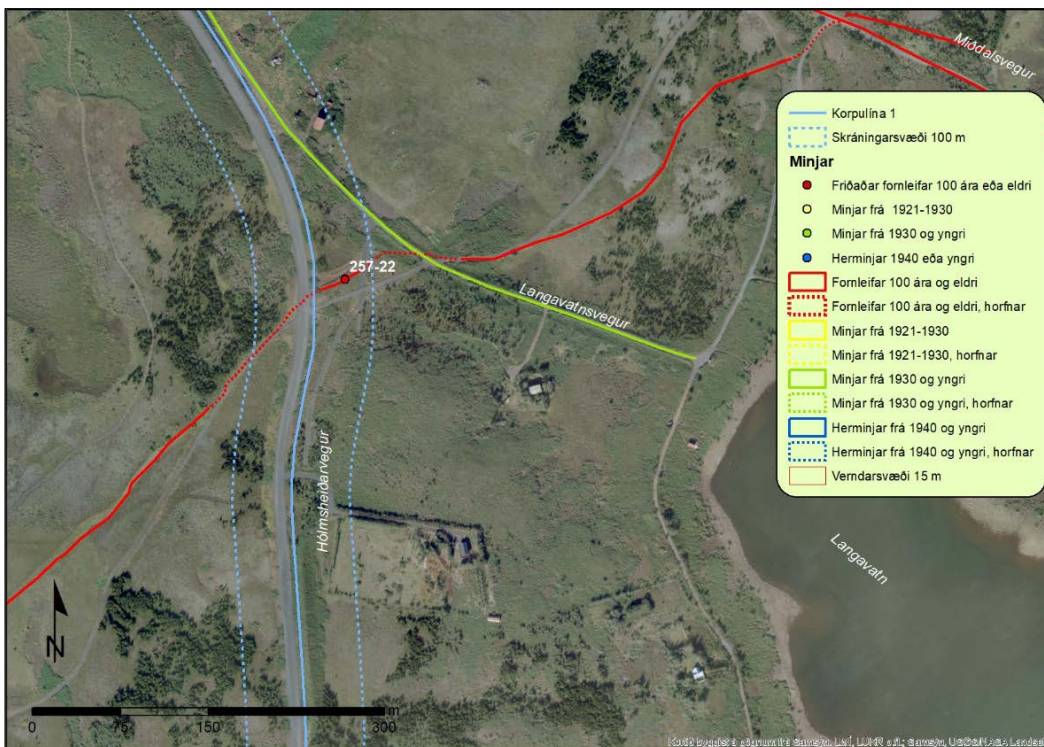 Miðdalsvegur
Korpulína 1
Skráningarsvæði 100 m
Minjar
Friðaðar fornleifar 100 ára eða eldri
Minjar frá 1921-1930
Minjar frá 1930 og yngri
Herminjar 1940 eða yngri
Fornleifar 100 ára og eldri
Fornleifar 100 ára og eldri, horfnar
Minjar frá 1921-1930
Minjar frá 1921-1930, horfnar
Minjar frá 1930 og yngri
Minjar frá 1930 og yngri, horfnar
Herminjar frá 1940 og yngri
Herminjar frá 1940 og yngri, horfnar
Verndarsvæði 15 m
257-22
Langavatnsvegur
Hólmsheiðarvegur
Langavatn
N
m
0 75 150 300